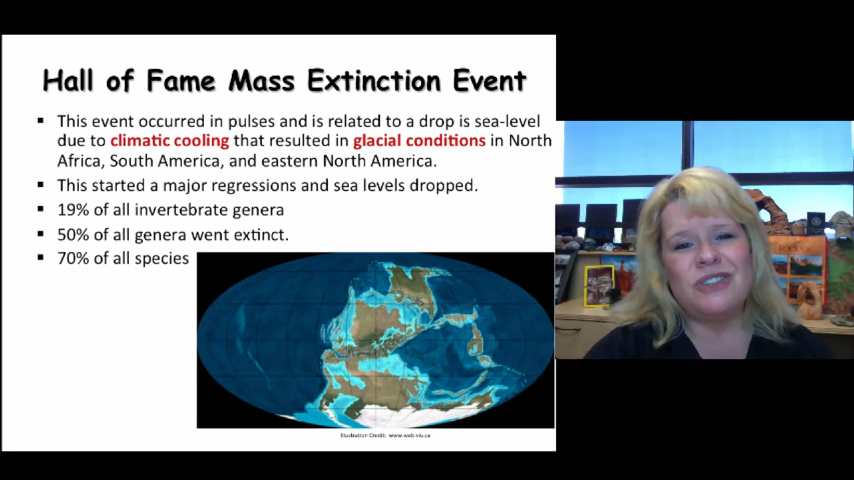 Hall of Fame Mass Extinction Event
▪ This event occurred in pulses and is related to a drop is sea-level
due to climatic cooling that resulted in glacial conditions in North
Africa, South America, and eastern North America.
▪ This started a major regressions and sea levels dropped.
▪ 19% of all invertebrate genera
▪ 50% of all genera went extinct.
▪ 70% of all species
Illustration Credit: www.web.viu.ca